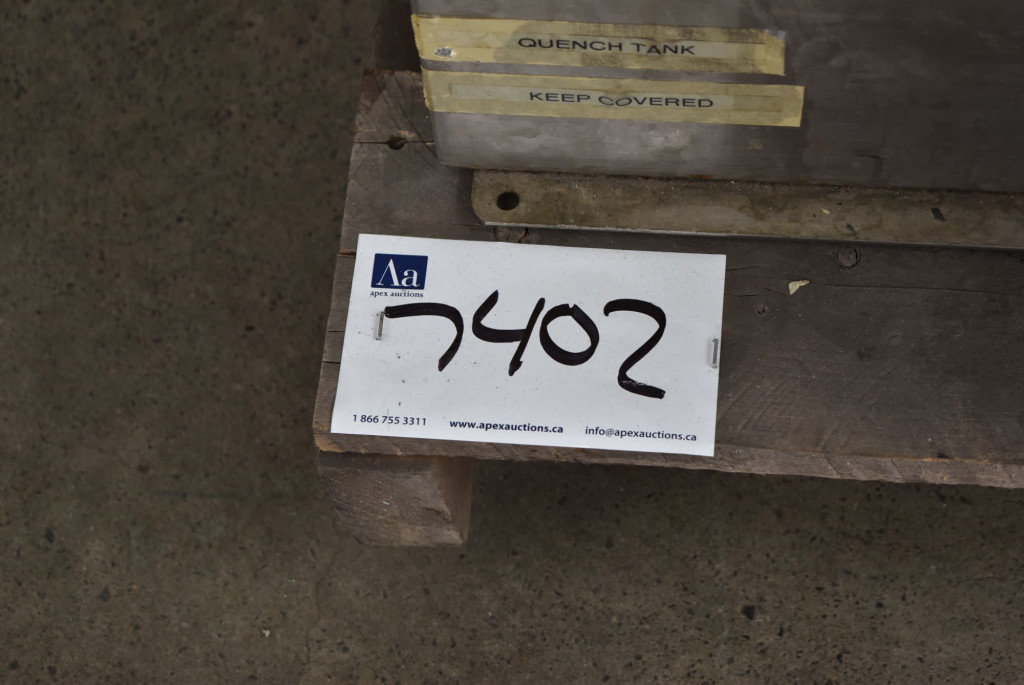 QUENCH TANK
KEEP COVERED
Aa
apex auctions
7402
1 866 755 3311 www.apexauctions.ca info@apexauctions.ca